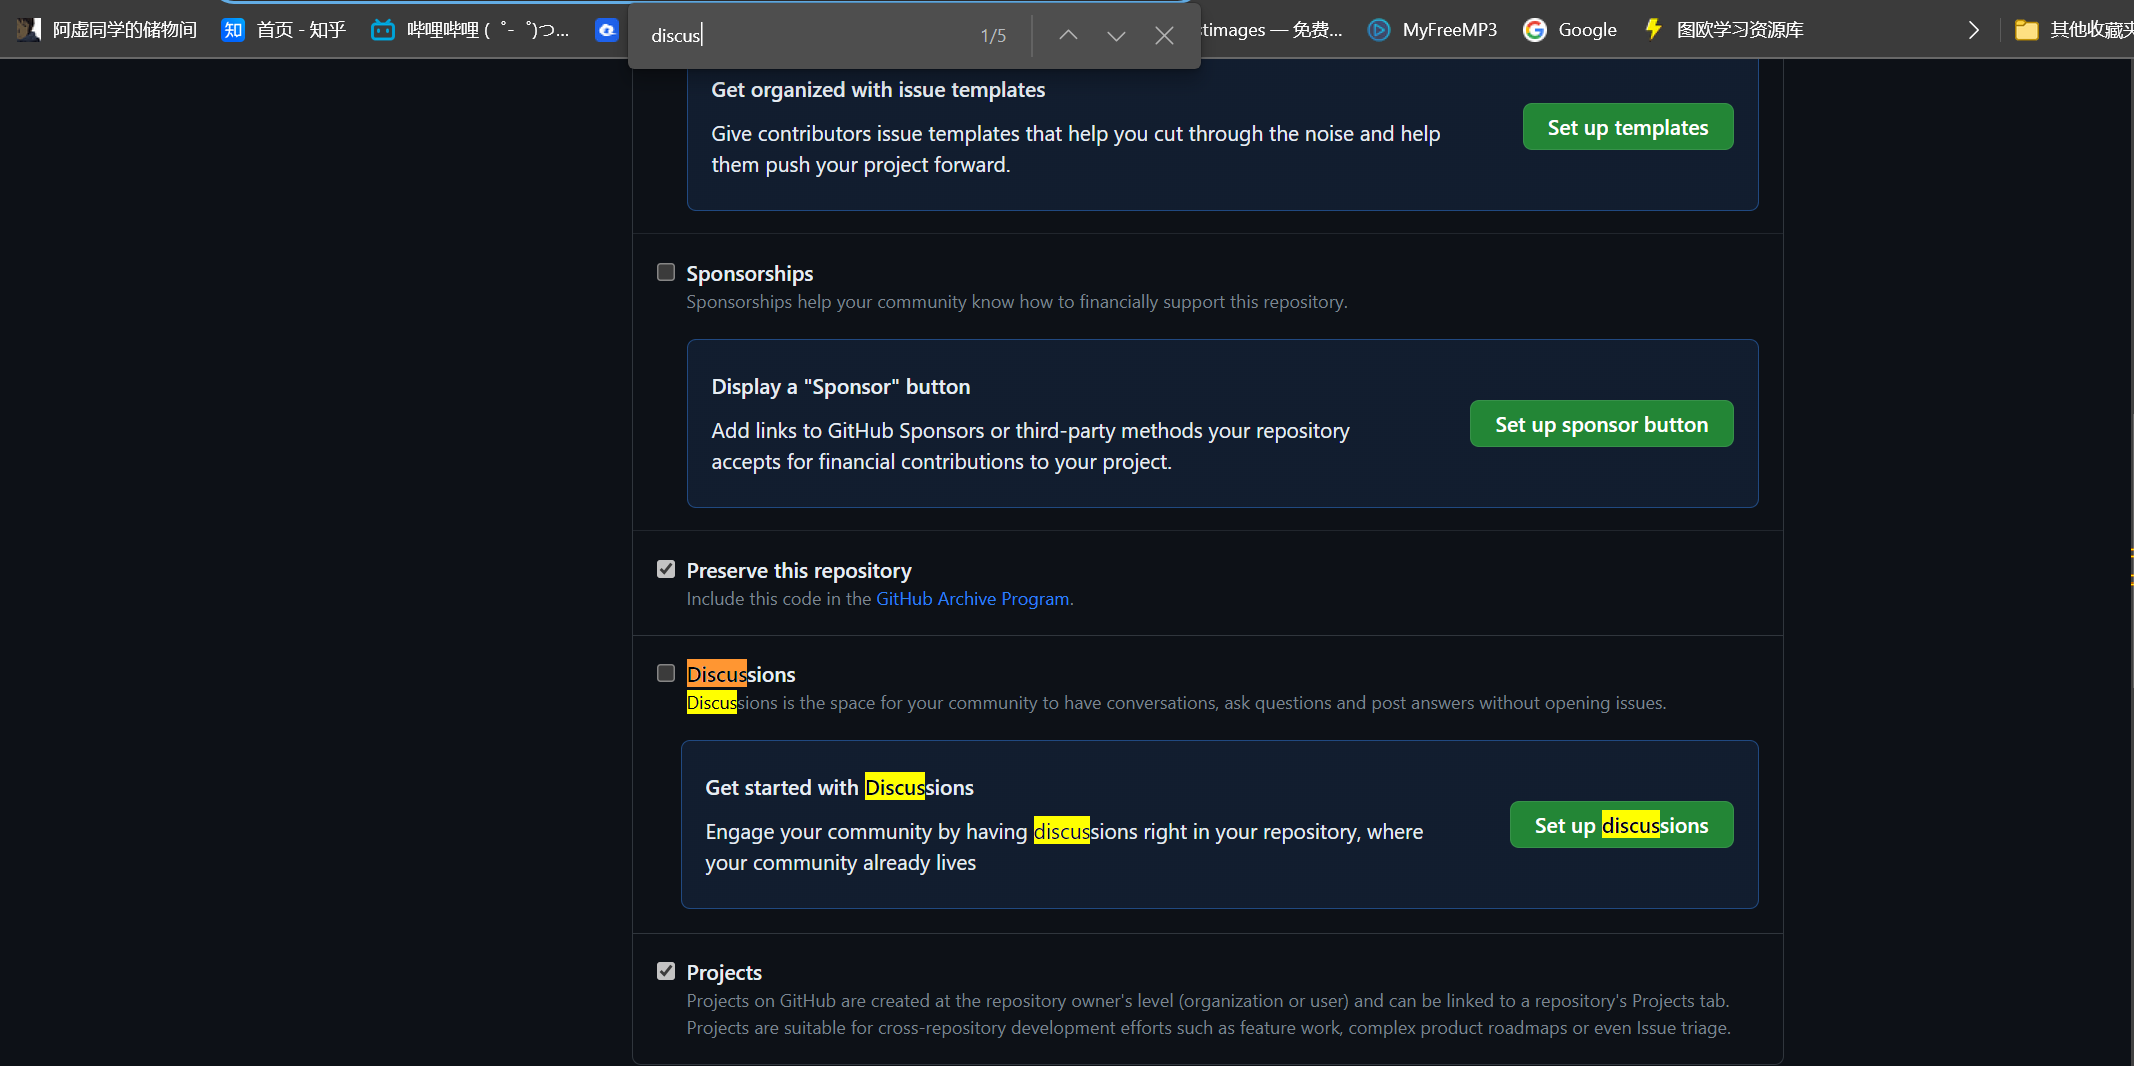 阿虚同学的储物间
知 首页 - 知乎
哔哩哔哩 ( ゜- ゜)つ...
discus
1/5
timages — 免费...
MyFreeMP3
Google
图欧学习资源库
其他收藏夹
Get organized with issue templates
Give contributors issue templates that help you cut through the noise and help
them push your project forward.
Set up templates
Sponsorships
Sponsorships help your community know how to financially support this repository.
Display a "Sponsor" button
Add links to GitHub Sponsors or third-party methods your repository
accepts for financial contributions to your project.
Set up sponsor button
Preserve this repository
Include this code in the GitHub Archive Program.
Discussions
Discussions is the space for your community to have conversations, ask questions and post answers without opening issues.
Get started with Discussions
Engage your community by having discussions right in your repository, where
your community already lives
Set up discussions
Projects
Projects on GitHub are created at the repository owner's level (organization or user) and can be linked to a repository's Projects tab.
Projects are suitable for cross-repository development efforts such as feature work, complex product roadmaps or even Issue triage.